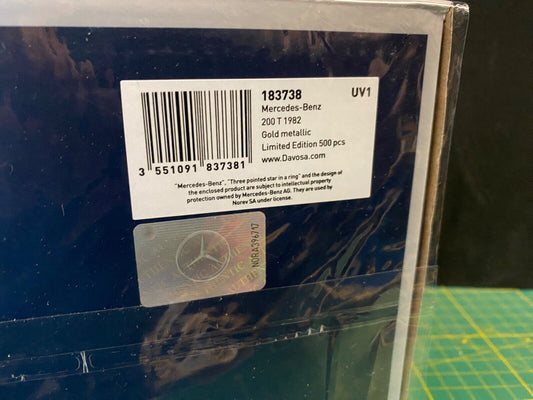 183738
UV1
Mercedes-Benz
200 T 1982
Gold metallic
Limited Edition 500 pcs
www.Davosa.com
3 551091 837381
"Mercedes-Benz", "Three pointed star in a ring" and the design of
the enclosed product are subject to intellectual property
protection owned by Mercedes-Benz AG. They are used by
Norev SA under license.
NORA396717